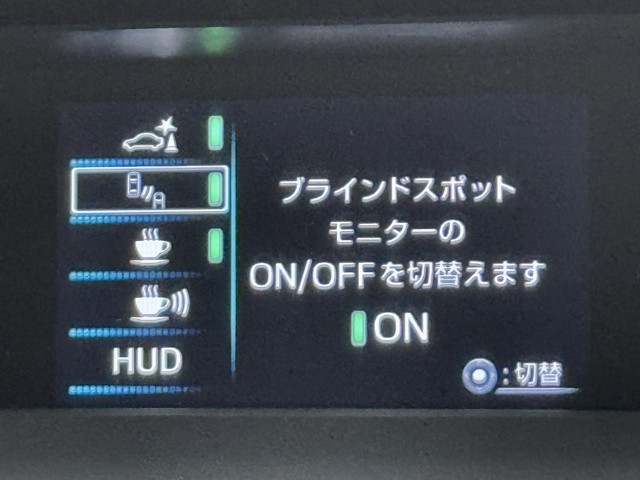 ブラインドスポット
モニターの
ON/OFFを切替えます
ON
HUD
:切替